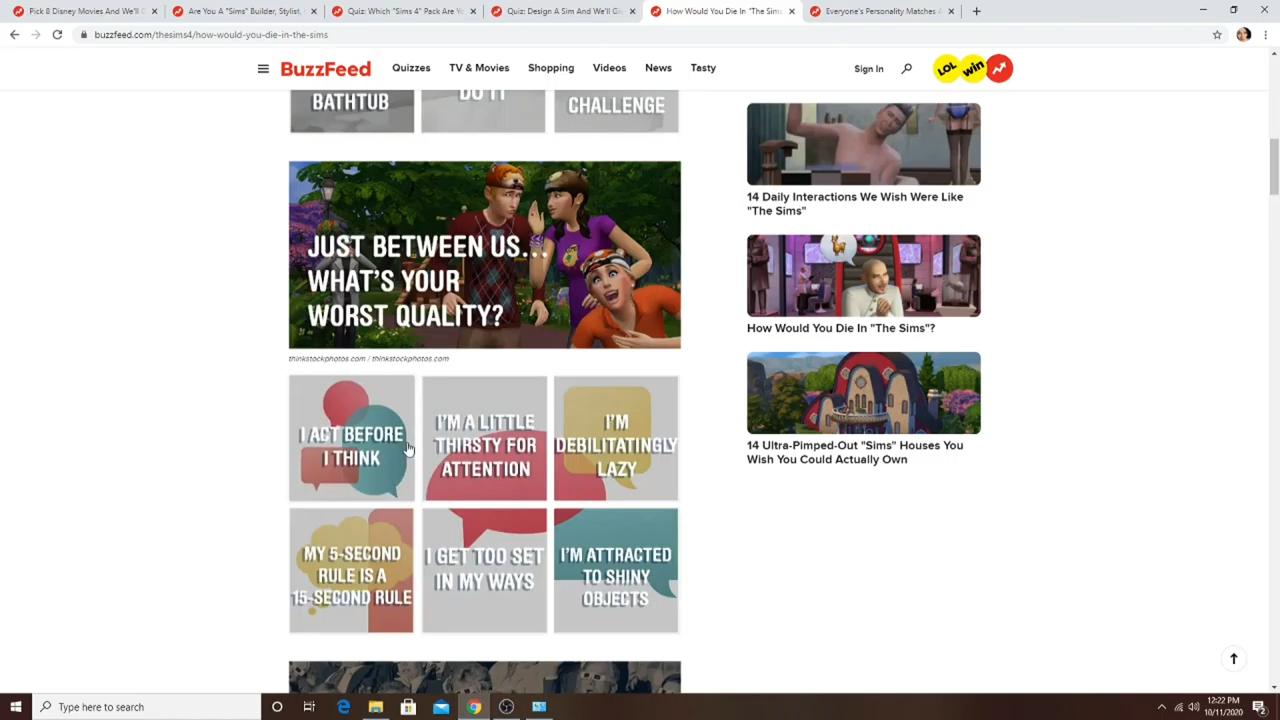 Pick 8 Disney Movies And We'll G
Are You A "Sims" Builder, Stylist,
Quiz: Which "Sims 4" Pack Are Yo
Quiz: Design A Sim And We'll Giv
How Would You Die In "The Sims
Everyone's Personality Matches A
buzzfeed.com/thesims4/how-would-you-die-in-the-sims
BuzzFeed
Quizzes
TV & Movies
Shopping
Videos
News
Tasty
Sign In
LOL
win
BATHTUB
DO IT
CHALLENGE
JUST BETWEEN US...
WHAT'S YOUR
WORST QUALITY?
thinkstockphotos.com / thinkstockphotos.com
I ACT BEFORE
I THINK
I'M A LITTLE
THIRSTY FOR
ATTENTION
I'M
DEBILITATINGLY
LAZY
MY 5-SECOND
RULE IS A
15-SECOND RULE
I GET TOO SET
IN MY WAYS
I'M ATTRACTED
TO SHINY
OBJECTS
14 Daily Interactions We Wish Were Like
"The Sims"
How Would You Die In "The Sims"?
14 Ultra-Pimped-Out "Sims" Houses You
Wish You Could Actually Own
Type here to search
12:22 PM
10/11/2020
2